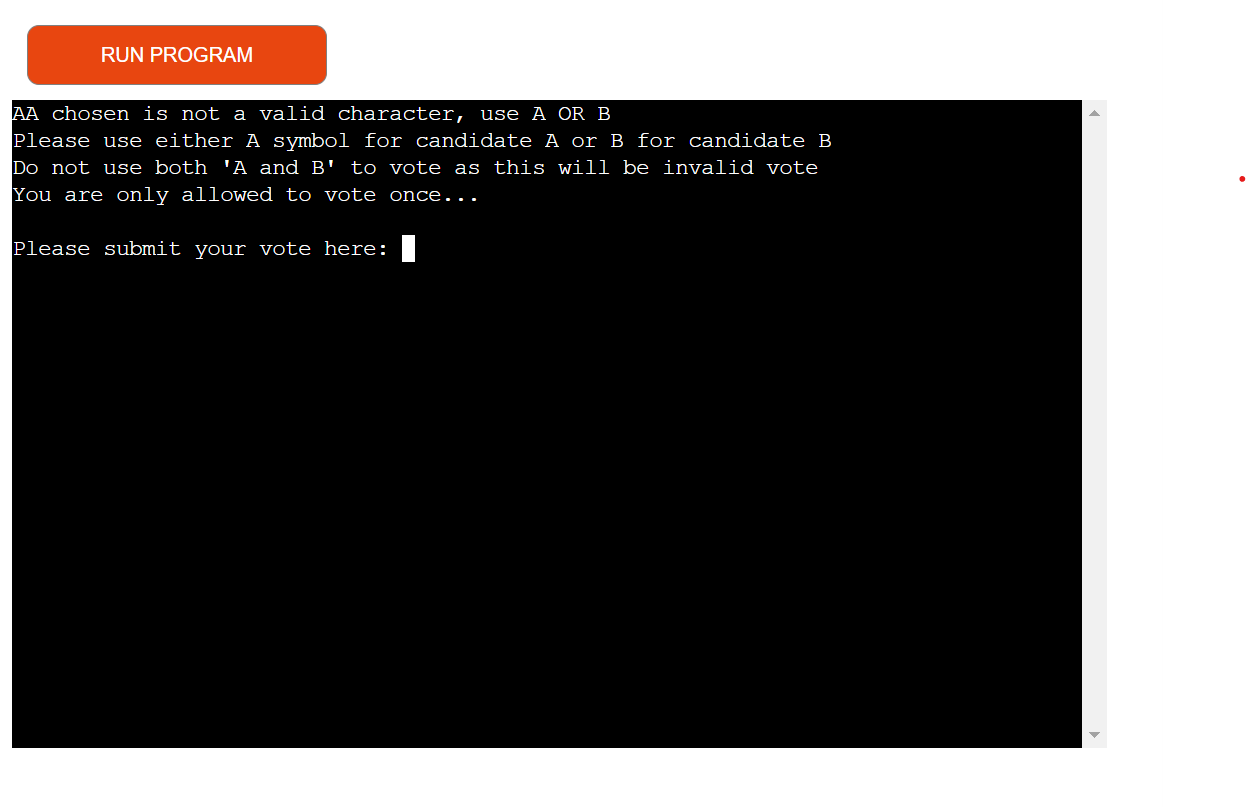 RUN PROGRAM
AA chosen is not a valid character, use A OR B
Please use either A symbol for candidate A or B for candidate B
Do not use both 'A and B' to vote as this will be invalid vote
You are only allowed to vote once...
Please submit your vote here: